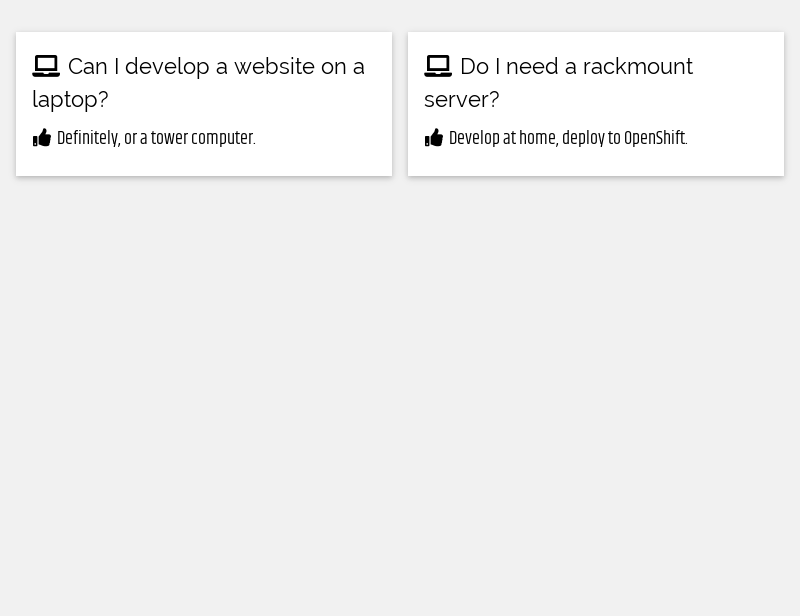 Can I develop a website on a
laptop?
Definitely, or a tower computer.
Do I need a rackmount
server?
Develop at home, deploy to OpenShift.